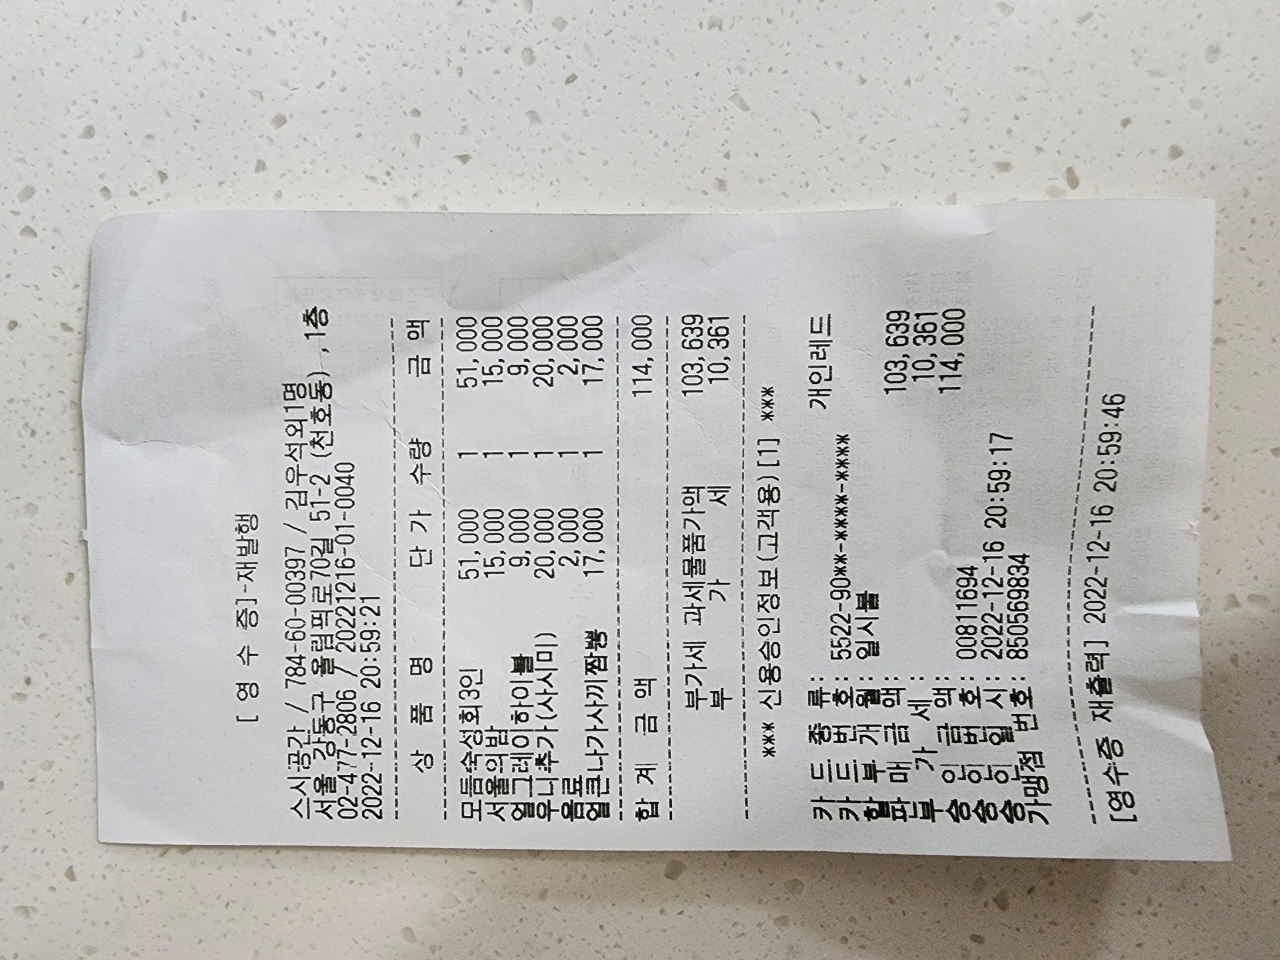 [ 영 수 증]-재발행
스시공간 / 784-60-00397 / 김우석외1명
서울 강동구 올림픽로70길 51-2 (천호동) , 1층
02-477-2806 / 20221216-01-0040
2022-12-16 20:59:21
상 품 명 단 가 수량 금 액
모듬숙성회3인 51,000 1 51,000
서울의밤 15,000 1 15,000
얼그레이하이볼 9,000 1 9,000
우니추가(사시미) 20,000 1 20,000
음료 2,000 1 2,000
얼큰나가사끼짬뽕 17,000 1 17,000
합 계 금 액 114,000
부가세 과세물품가액 103,639
부 가 세 10,361
*** 신용승인정보(고객용)[1] ***
카 드 종 류: 개인레드
카 드 번 호: 5522-90**-****-****
할 부 개 월: 일시불
판 매 금 액: 103,639
부 가 세 : 10,361
승 인 금 액: 114,000
승 인 번 호: 00811694
승 인 일 시: 2022-12-16 20:59:17
가맹점 번호: 850569834
[영수증 재출력] 2022-12-16 20:59:46